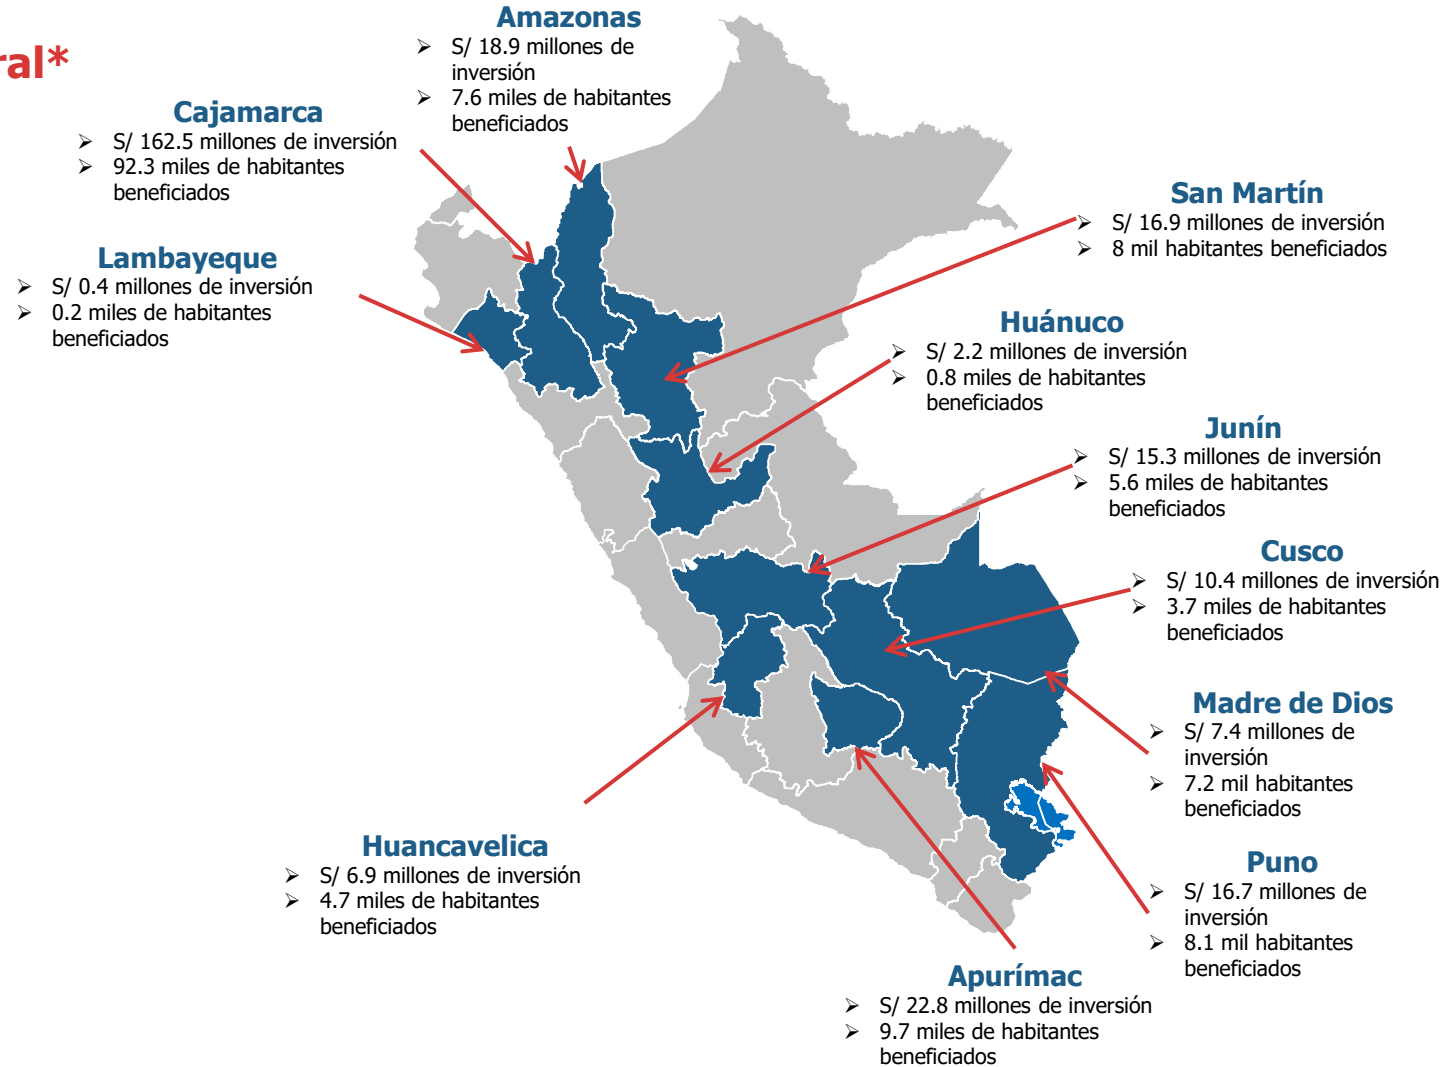 ral*
Amazonas
➢ S/ 18.9 millones de
inversión
➢ 7.6 miles de habitantes
beneficiados
Cajamarca
➢ S/ 162.5 millones de inversión
➢ 92.3 miles de habitantes
beneficiados
Lambayeque
➢ S/ 0.4 millones de inversión
➢ 0.2 miles de habitantes
beneficiados
San Martín
➢ S/ 16.9 millones de inversión
➢ 8 mil habitantes beneficiados
Huánuco
➢ S/ 2.2 millones de inversión
➢ 0.8 miles de habitantes
beneficiados
Junín
➢ S/ 15.3 millones de inversión
➢ 5.6 miles de habitantes
beneficiados
Cusco
➢ S/ 10.4 millones de inversión
➢ 3.7 miles de habitantes
beneficiados
Madre de Dios
➢ S/ 7.4 millones de
inversión
➢ 7.2 mil habitantes
beneficiados
Puno
➢ S/ 16.7 millones de
inversión
➢ 8.1 mil habitantes
beneficiados
Huancavelica
➢ S/ 6.9 millones de inversión
➢ 4.7 miles de habitantes
beneficiados
Apurímac
➢ S/ 22.8 millones de inversión
➢ 9.7 miles de habitantes
beneficiados